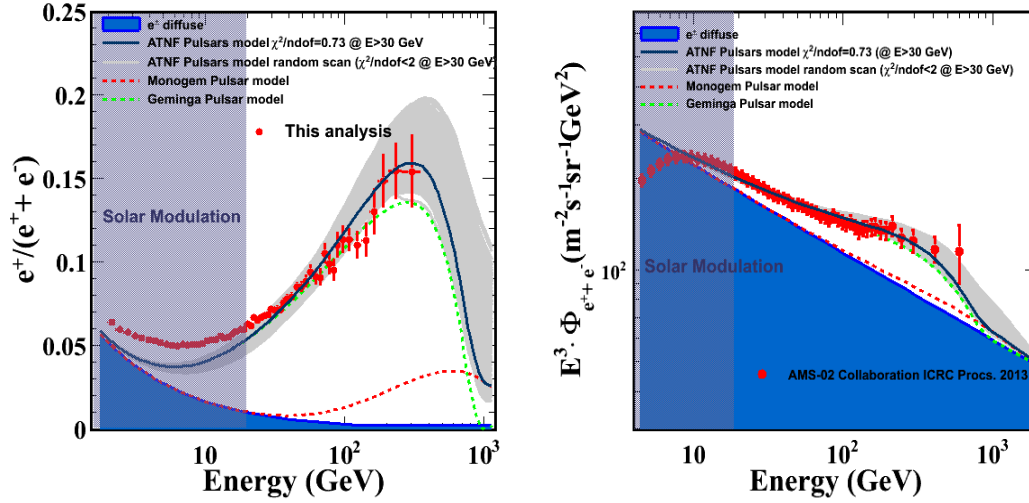 e± diffuse
ATNF Pulsars model χ²/ndof=0.73 @ E>30 GeV
ATNF Pulsars model random scan (χ²/ndof<2 @ E>30 GeV)
Monogem Pulsar model
Geminga Pulsar model
This analysis
Solar Modulation
e⁺/(e⁺+ e⁻)
0.25
0.2
0.15
0.1
0.05
0
10
10²
10³
Energy (GeV)
e± diffuse
ATNF Pulsars model χ²/ndof=0.73 (@ E>30 GeV)
ATNF Pulsars model random scan (χ²/ndof<2 @ E>30 GeV)
Monogem Pulsar model
Geminga Pulsar model
Solar Modulation
AMS-02 Collaboration ICRC Procs. 2013
E³· Φ e⁺+ e⁻ (m⁻²s⁻¹sr⁻¹GeV²)
10²
10
10²
10³
Energy (GeV)